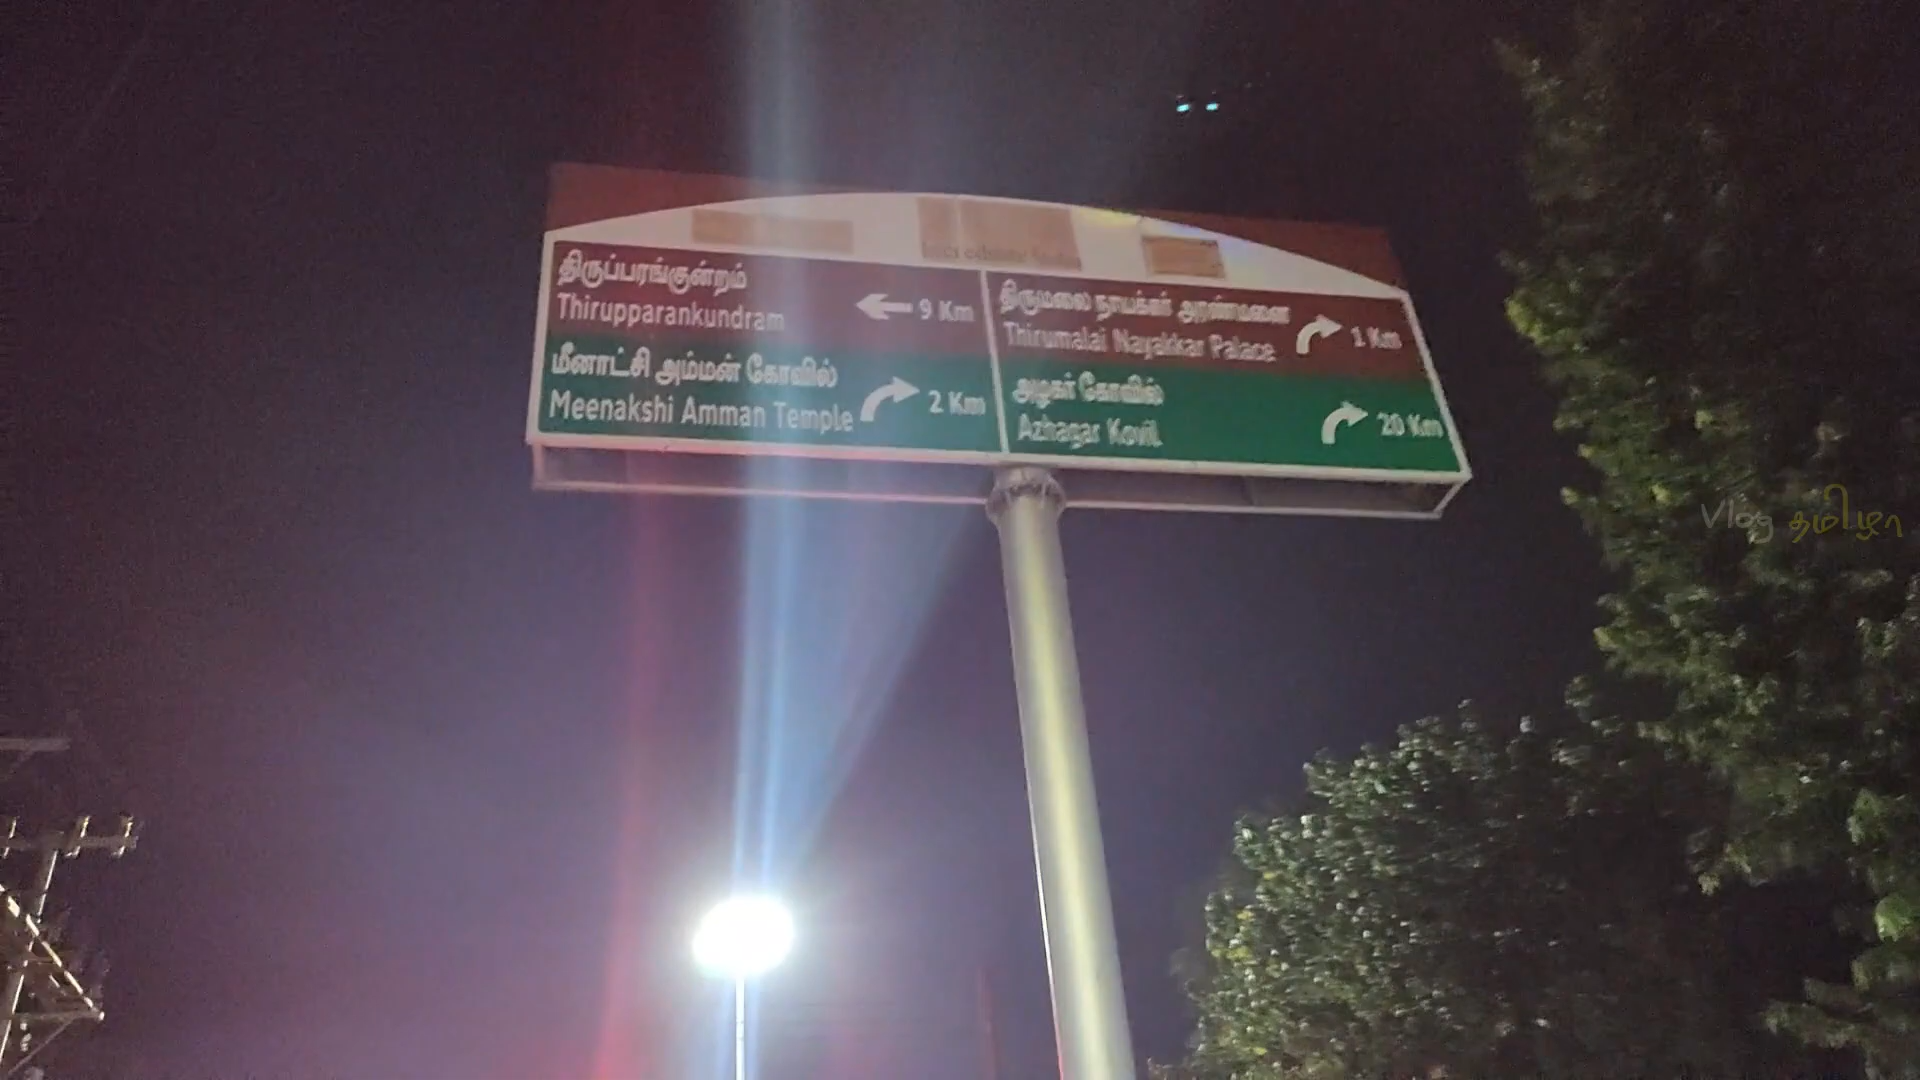 திருப்பரங்குன்றம்
Thirupparankundram
9 Km
மீனாட்சி அம்மன் கோவில்
Meenakshi Amman Temple
2 Km
திருமலை நாயக்கர் அரண்மனை
Thirumalai Nayakkar Palace
1 Km
அழகர் கோவில்
Azhagar Kovil
20 Km
Vlog தமிழா